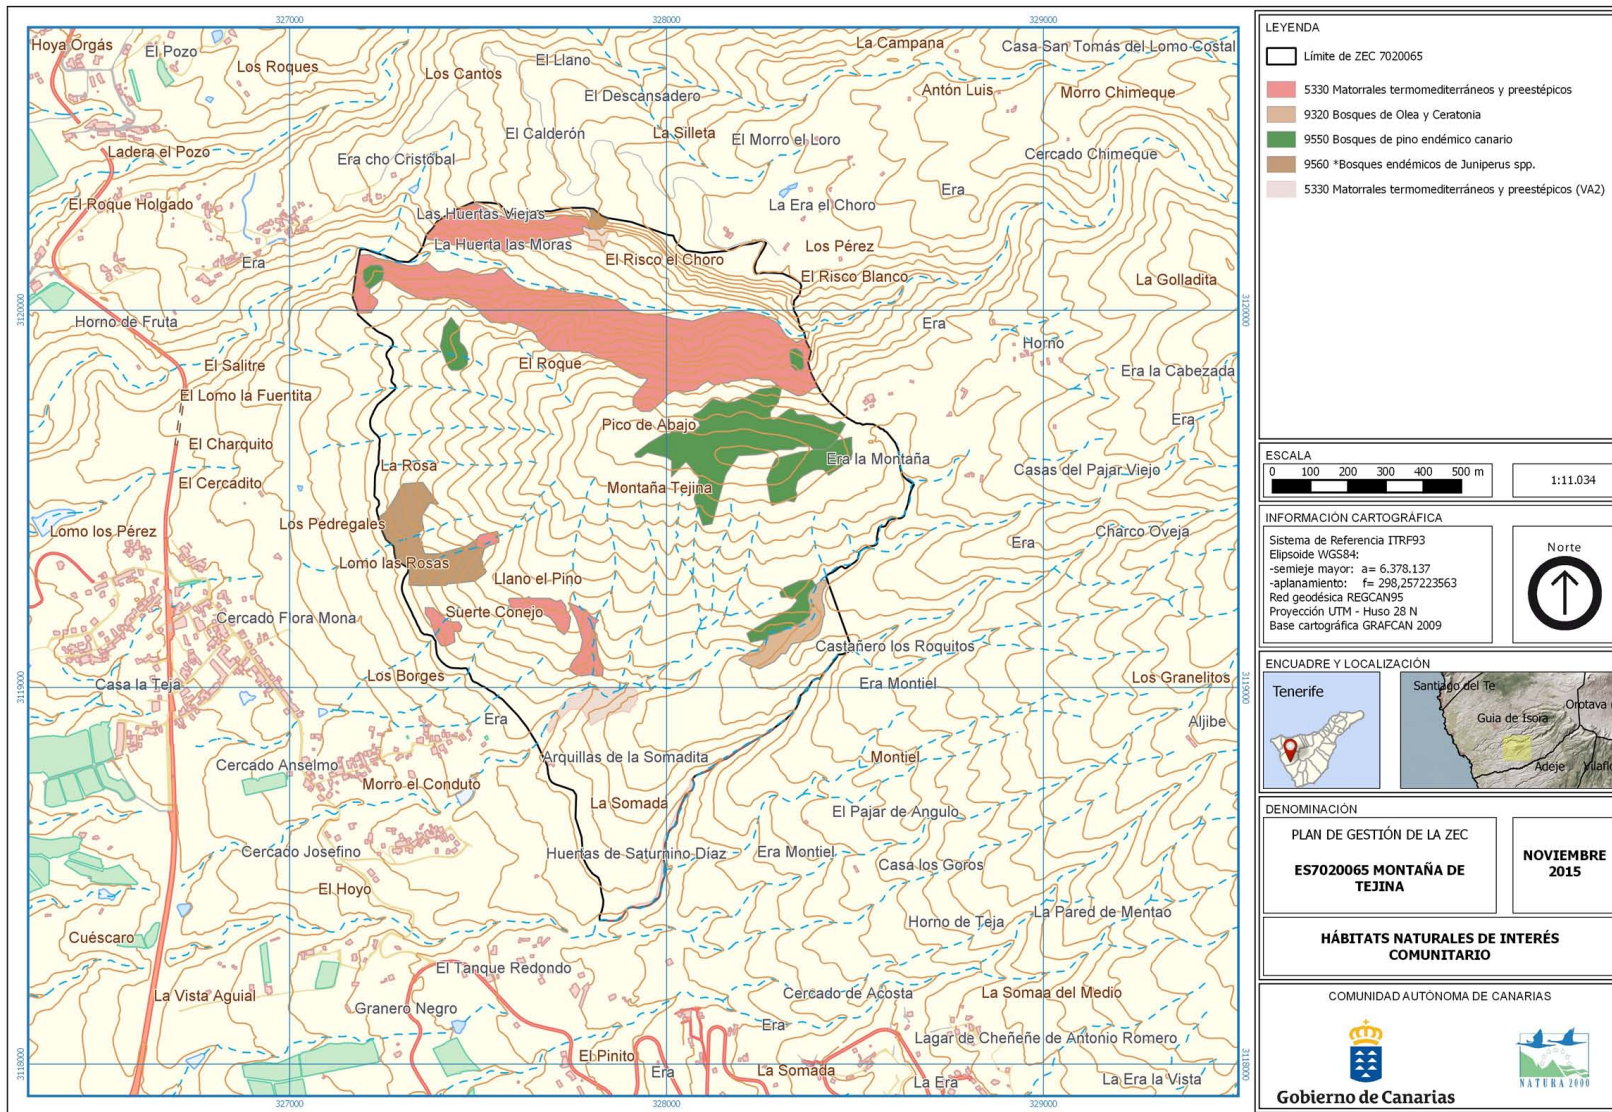 327000
328000
329000
Hoya Orgás
El Pozo
Los Roques
Los Cantos
El Llano
La Campana
Casa San Tomás del Lomo Costal
El Descansadero
Antón Luis
Morro Chimeque
El Calderón
La Silleta
El Morro el Loro
Ladera el Pozo
Era cho Cristóbal
Cercado Chimeque
Era
El Roque Holgado
Las Huertas Viejas
La Era el Choro
La Huerta las Moras
Los Pérez
Era
El Risco el Choro
El Risco Blanco
La Golladita
3120000
3120000
Horno de Fruta
Era
Horno
El Salitre
El Roque
Era la Cabezada
El Lomo la Fuentita
Era
Pico de Abajo
El Charquito
La Rosa
Era la Montaña
Casas del Pajar Viejo
El Cercadito
Montaña Tejina
Los Pedregales
Lomo los Pérez
Charco Oveja
Era
Lomo las Rosas
Llano el Pino
Cercado Flora Mona
Suerte Conejo
Castañero los Roquitos
Los Borges
Casa la Teja
Era Montiel
Los Granelitos
3119000
3119000
Era
Aljibe
Cercado Anselmo
Arquillas de la Somadita
Montiel
Morro el Conduto
La Somada
El Pajar de Angulo
Cercado Josefino
Huertas de Saturnino Díaz
Era Montiel
Casa los Goros
El Hoyo
Horno de Teja
La Pared de Mentao
Cuéscaro
El Tanque Redondo
La Vista Aguial
Granero Negro
Cercado de Acosta
La Somaa del Medio
Era
Lagar de Cheñeñe de Antonio Romero
El Pinito
Era
La Somada
La Era
La Era la Vista
3118000
3118000
327000
328000
329000
LEYENDA
Límite de ZEC 7020065
5330 Matorrales termomediterráneos y preestépicos
9320 Bosques de Olea y Ceratonia
9550 Bosques de pino endémico canario
9560 *Bosques endémicos de Juniperus spp.
5330 Matorrales termomediterráneos y preestépicos (VA2)
ESCALA
0 100 200 300 400 500 m
1:11.034
INFORMACIÓN CARTOGRÁFICA
Sistema de Referencia ITRF93
Elipsoide WGS84:
-semieje mayor: a= 6.378.137
-aplanamiento: f= 298,257223563
Red geodésica REGCAN95
Proyección UTM - Huso 28 N
Base cartográfica GRAFCAN 2009
Norte
ENCUADRE Y LOCALIZACIÓN
Tenerife
Santiago del Te
Orotava
Guia de Isora
Adeje
Vilafl
DENOMINACIÓN
PLAN DE GESTIÓN DE LA ZEC
ES7020065 MONTAÑA DE
TEJINA
NOVIEMBRE
2015
HÁBITATS NATURALES DE INTERÉS
COMUNITARIO
COMUNIDAD AUTÓNOMA DE CANARIAS
Gobierno de Canarias
NATURA 2000